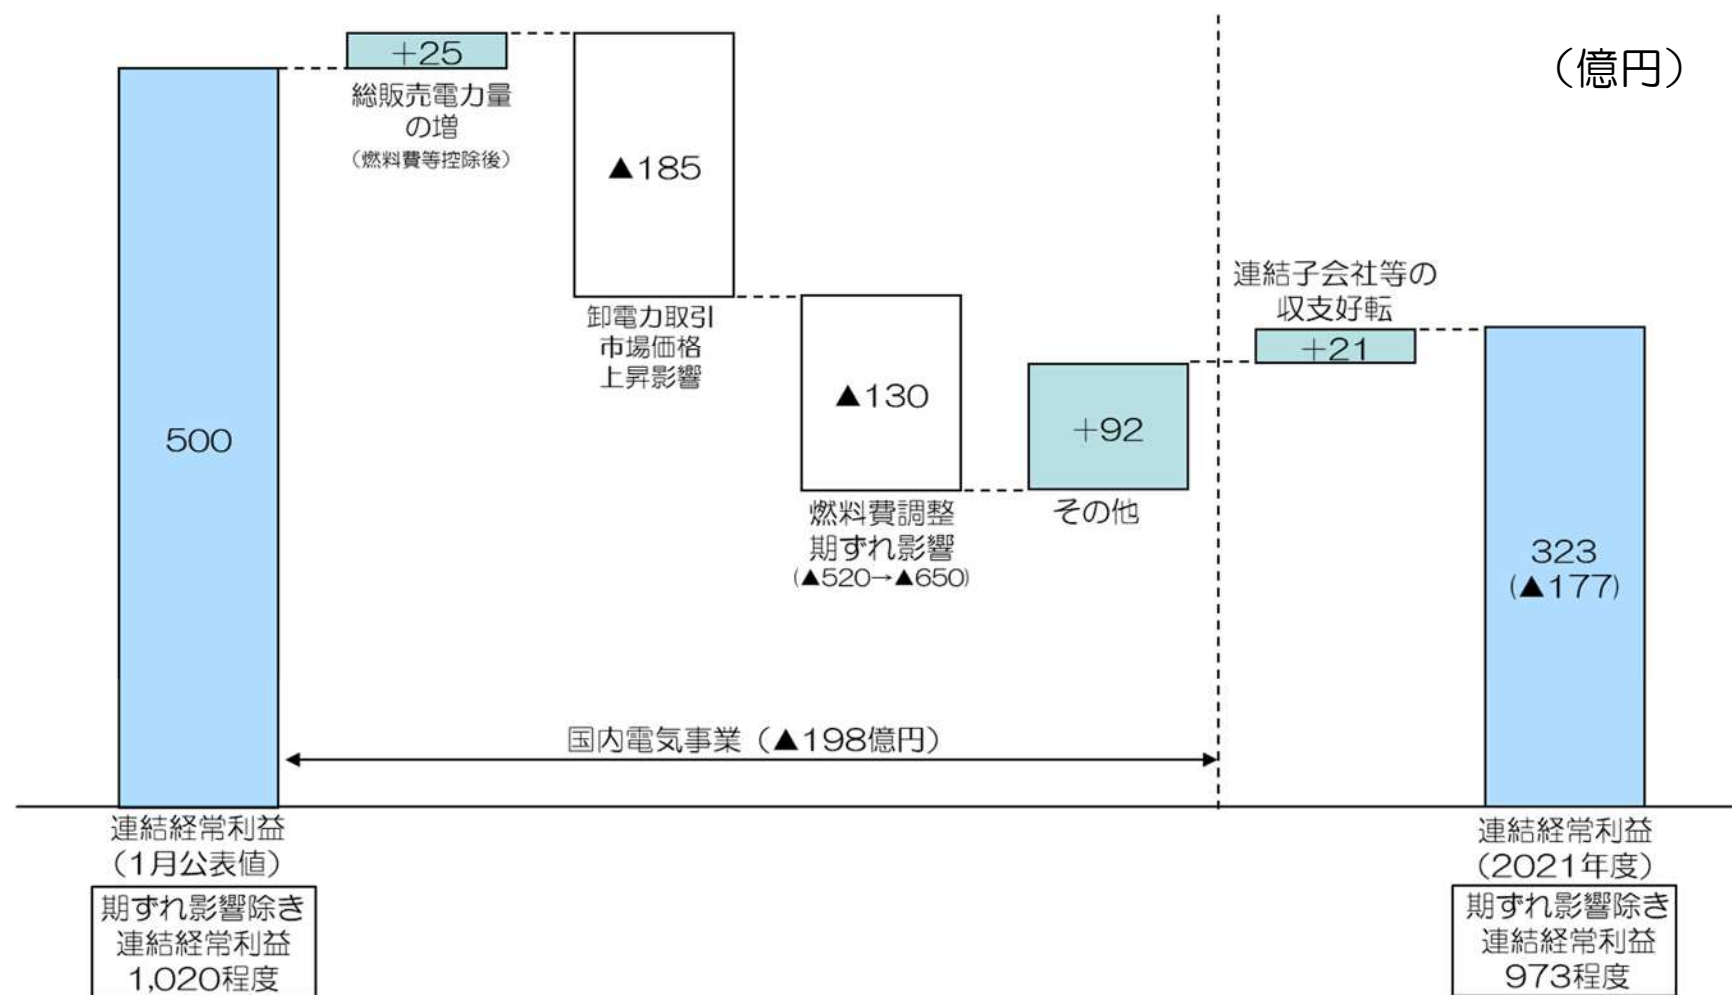 （億円）
＋25
総販売電力量
の増
（燃料費等控除後）
▲185
卸電力取引
市場価格
上昇影響
▲130
燃料費調整
期ずれ影響
(▲520→▲650)
＋92
その他
連結子会社等の
収支好転
＋21
500
323
(▲177)
国内電気事業（▲198億円）
連結経常利益
（1月公表値）
期ずれ影響除き
連結経常利益
1,020程度
連結経常利益
（2021年度）
期ずれ影響除き
連結経常利益
973程度